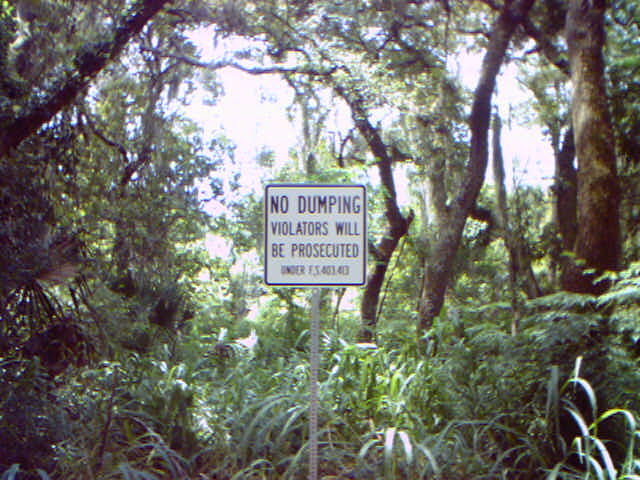 NO DUMPING
VIOLATORS WILL
BE PROSECUTED
UNDER F.S.403.413